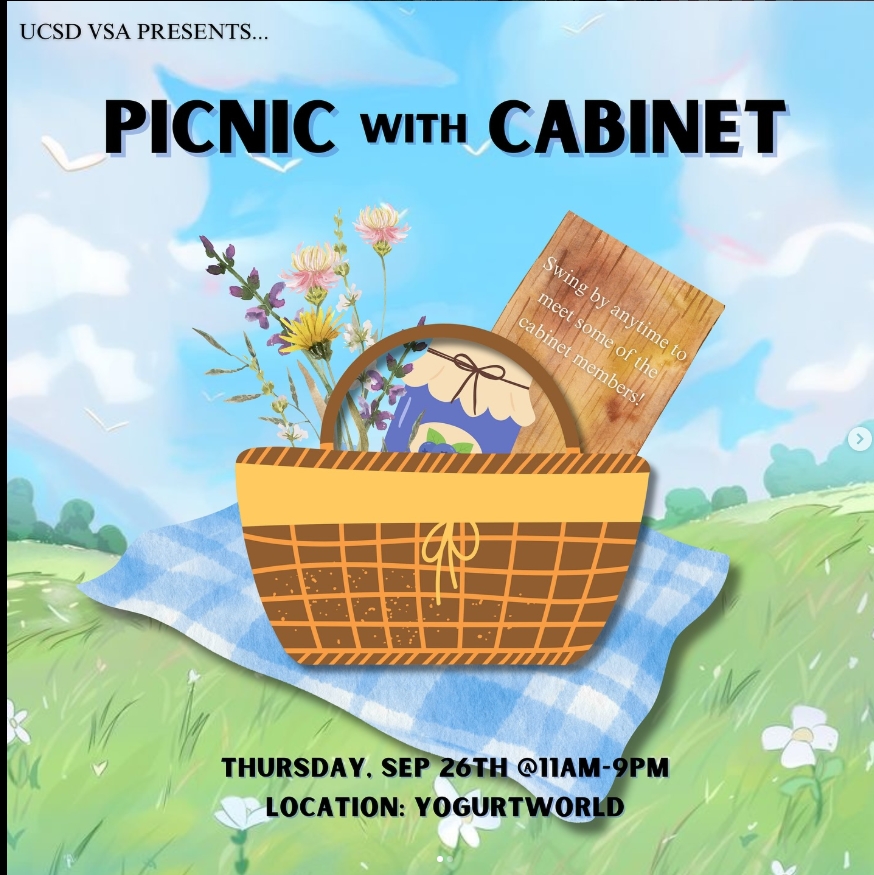 UCSD VSA PRESENTS...
PICNIC WITH CABINET
Swing by anytime to
meet some of the
cabinet members!
THURSDAY, SEP 26TH @11AM-9PM
LOCATION: YOGURTWORLD